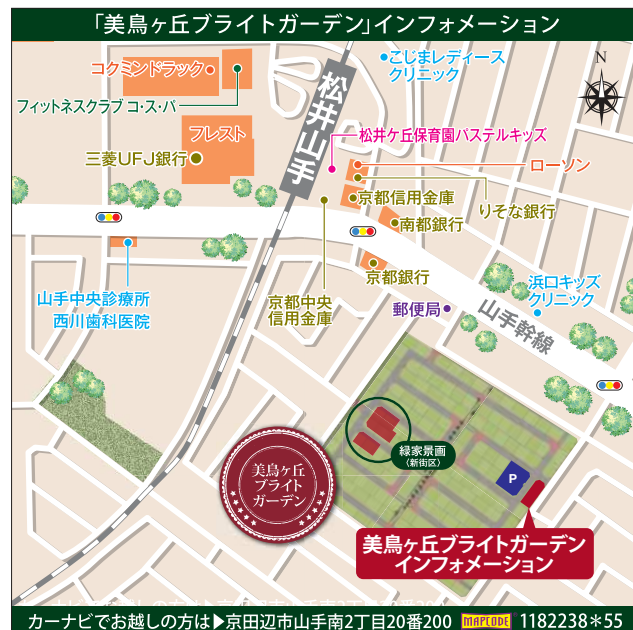 「美鳥ヶ丘ブライトガーデン」インフォメーション
コクミンドラック
こじまレディース
クリニック
N
フィットネスクラブ コ・ス・パ
松井山手
フレスト
松井ケ丘保育園パステルキッズ
三菱UFJ銀行
ローソン
京都信用金庫
りそな銀行
南都銀行
京都銀行
山手中央診療所
西川歯科医院
京都中央
信用金庫
郵便局
浜口キッズ
クリニック
山手幹線
緑家景画
（新街区）
美鳥ヶ丘
ブライト
ガーデン
P
美鳥ヶ丘ブライトガーデン
インフォメーション
カーナビでお越しの方は▶京田辺市山手南2丁目20番200 MAPCODE 1182238*55